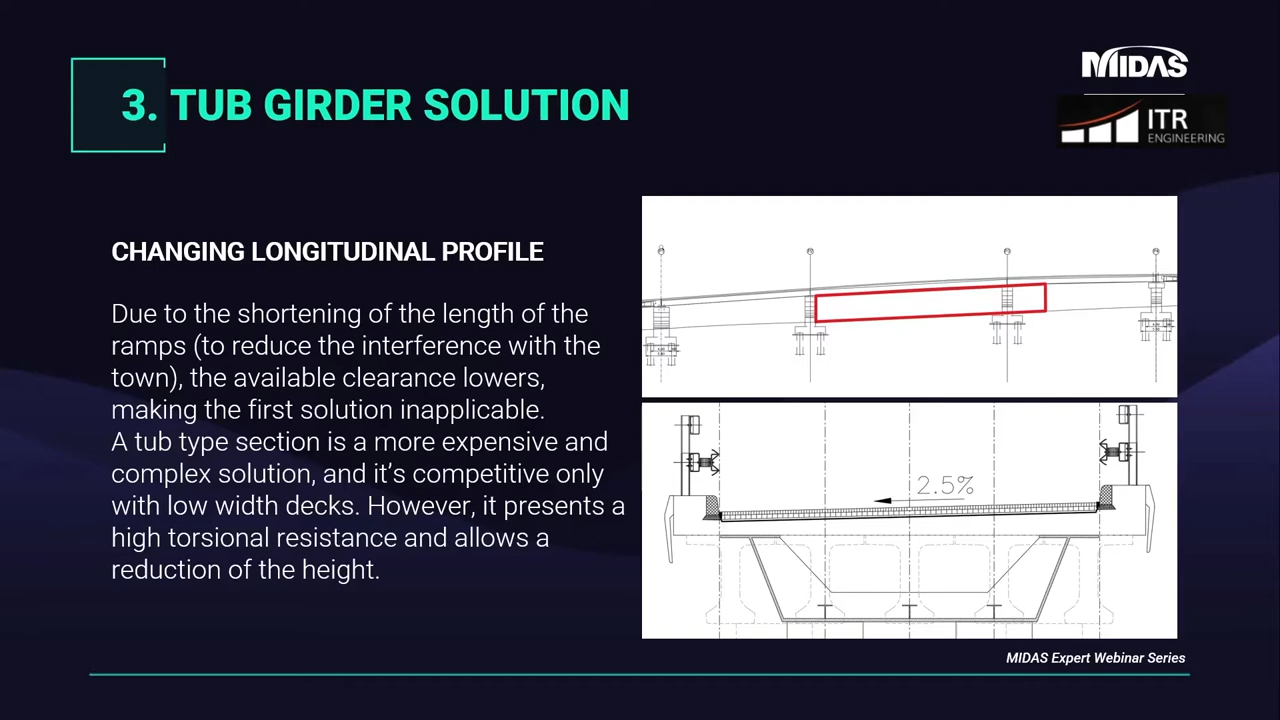 3. TUB GIRDER SOLUTION
MIDAS
ITR
ENGINEERING
CHANGING LONGITUDINAL PROFILE
Due to the shortening of the length of the
ramps (to reduce the interference with the
town), the available clearance lowers,
making the first solution inapplicable.
A tub type section is a more expensive and
complex solution, and it’s competitive only
with low width decks. However, it presents a
high torsional resistance and allows a
reduction of the height.
2.5%
MIDAS Expert Webinar Series